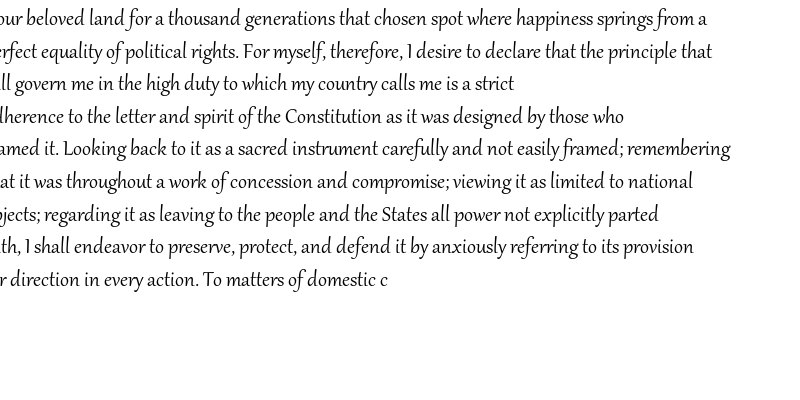 our beloved land for a thousand generations that chosen spot where happiness springs from a
erfect equality of political rights. For myself, therefore, I desire to declare that the principle that
ll govern me in the high duty to which my country calls me is a strict
dherence to the letter and spirit of the Constitution as it was designed by those who
amed it. Looking back to it as a sacred instrument carefully and not easily framed; remembering
at it was throughout a work of concession and compromise; viewing it as limited to national
bjects; regarding it as leaving to the people and the States all power not explicitly parted
ith, I shall endeavor to preserve, protect, and defend it by anxiously referring to its provision
r direction in every action. To matters of domestic c